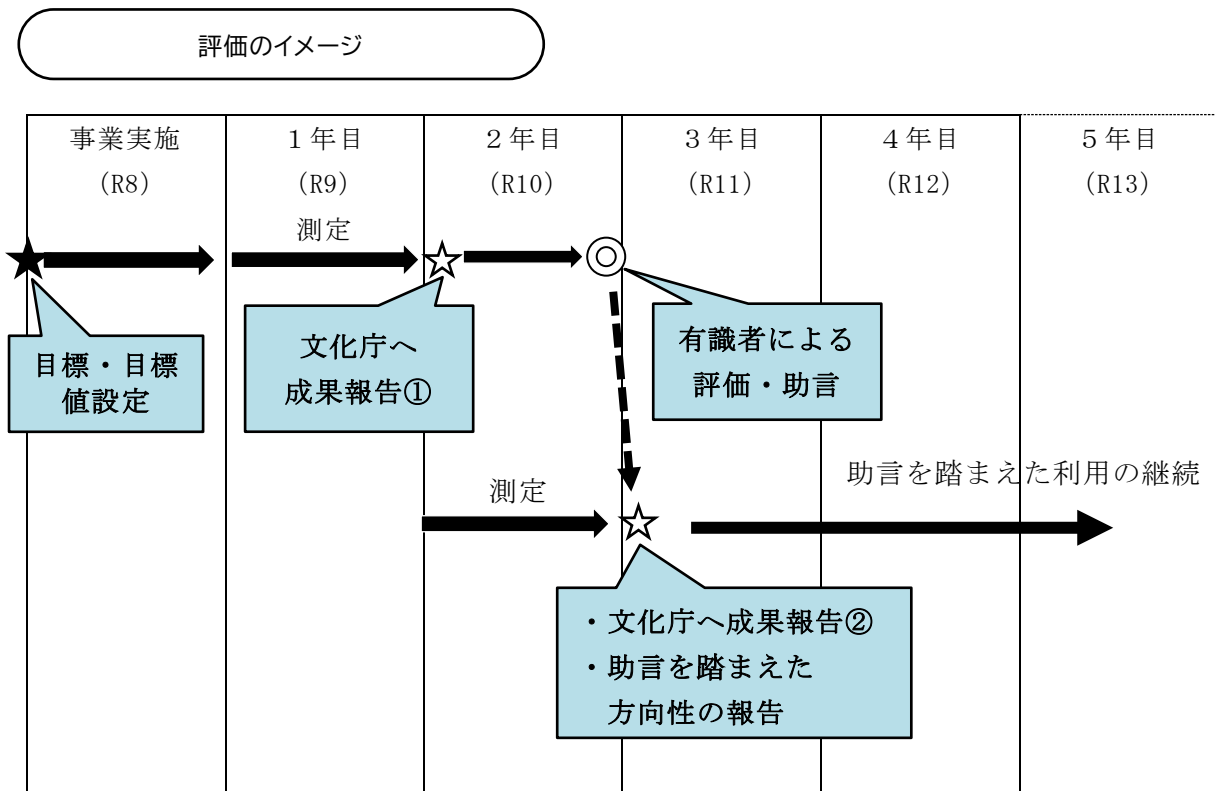 評価のイメージ
事業実施
(R8)
１年目
(R9)
２年目
(R10)
３年目
(R11)
４年目
(R12)
５年目
(R13)
測定
目標・目標
値設定
文化庁へ
成果報告①
有識者による
評価・助言
測定
助言を踏まえた利用の継続
・文化庁へ成果報告②
・助言を踏まえた
方向性の報告